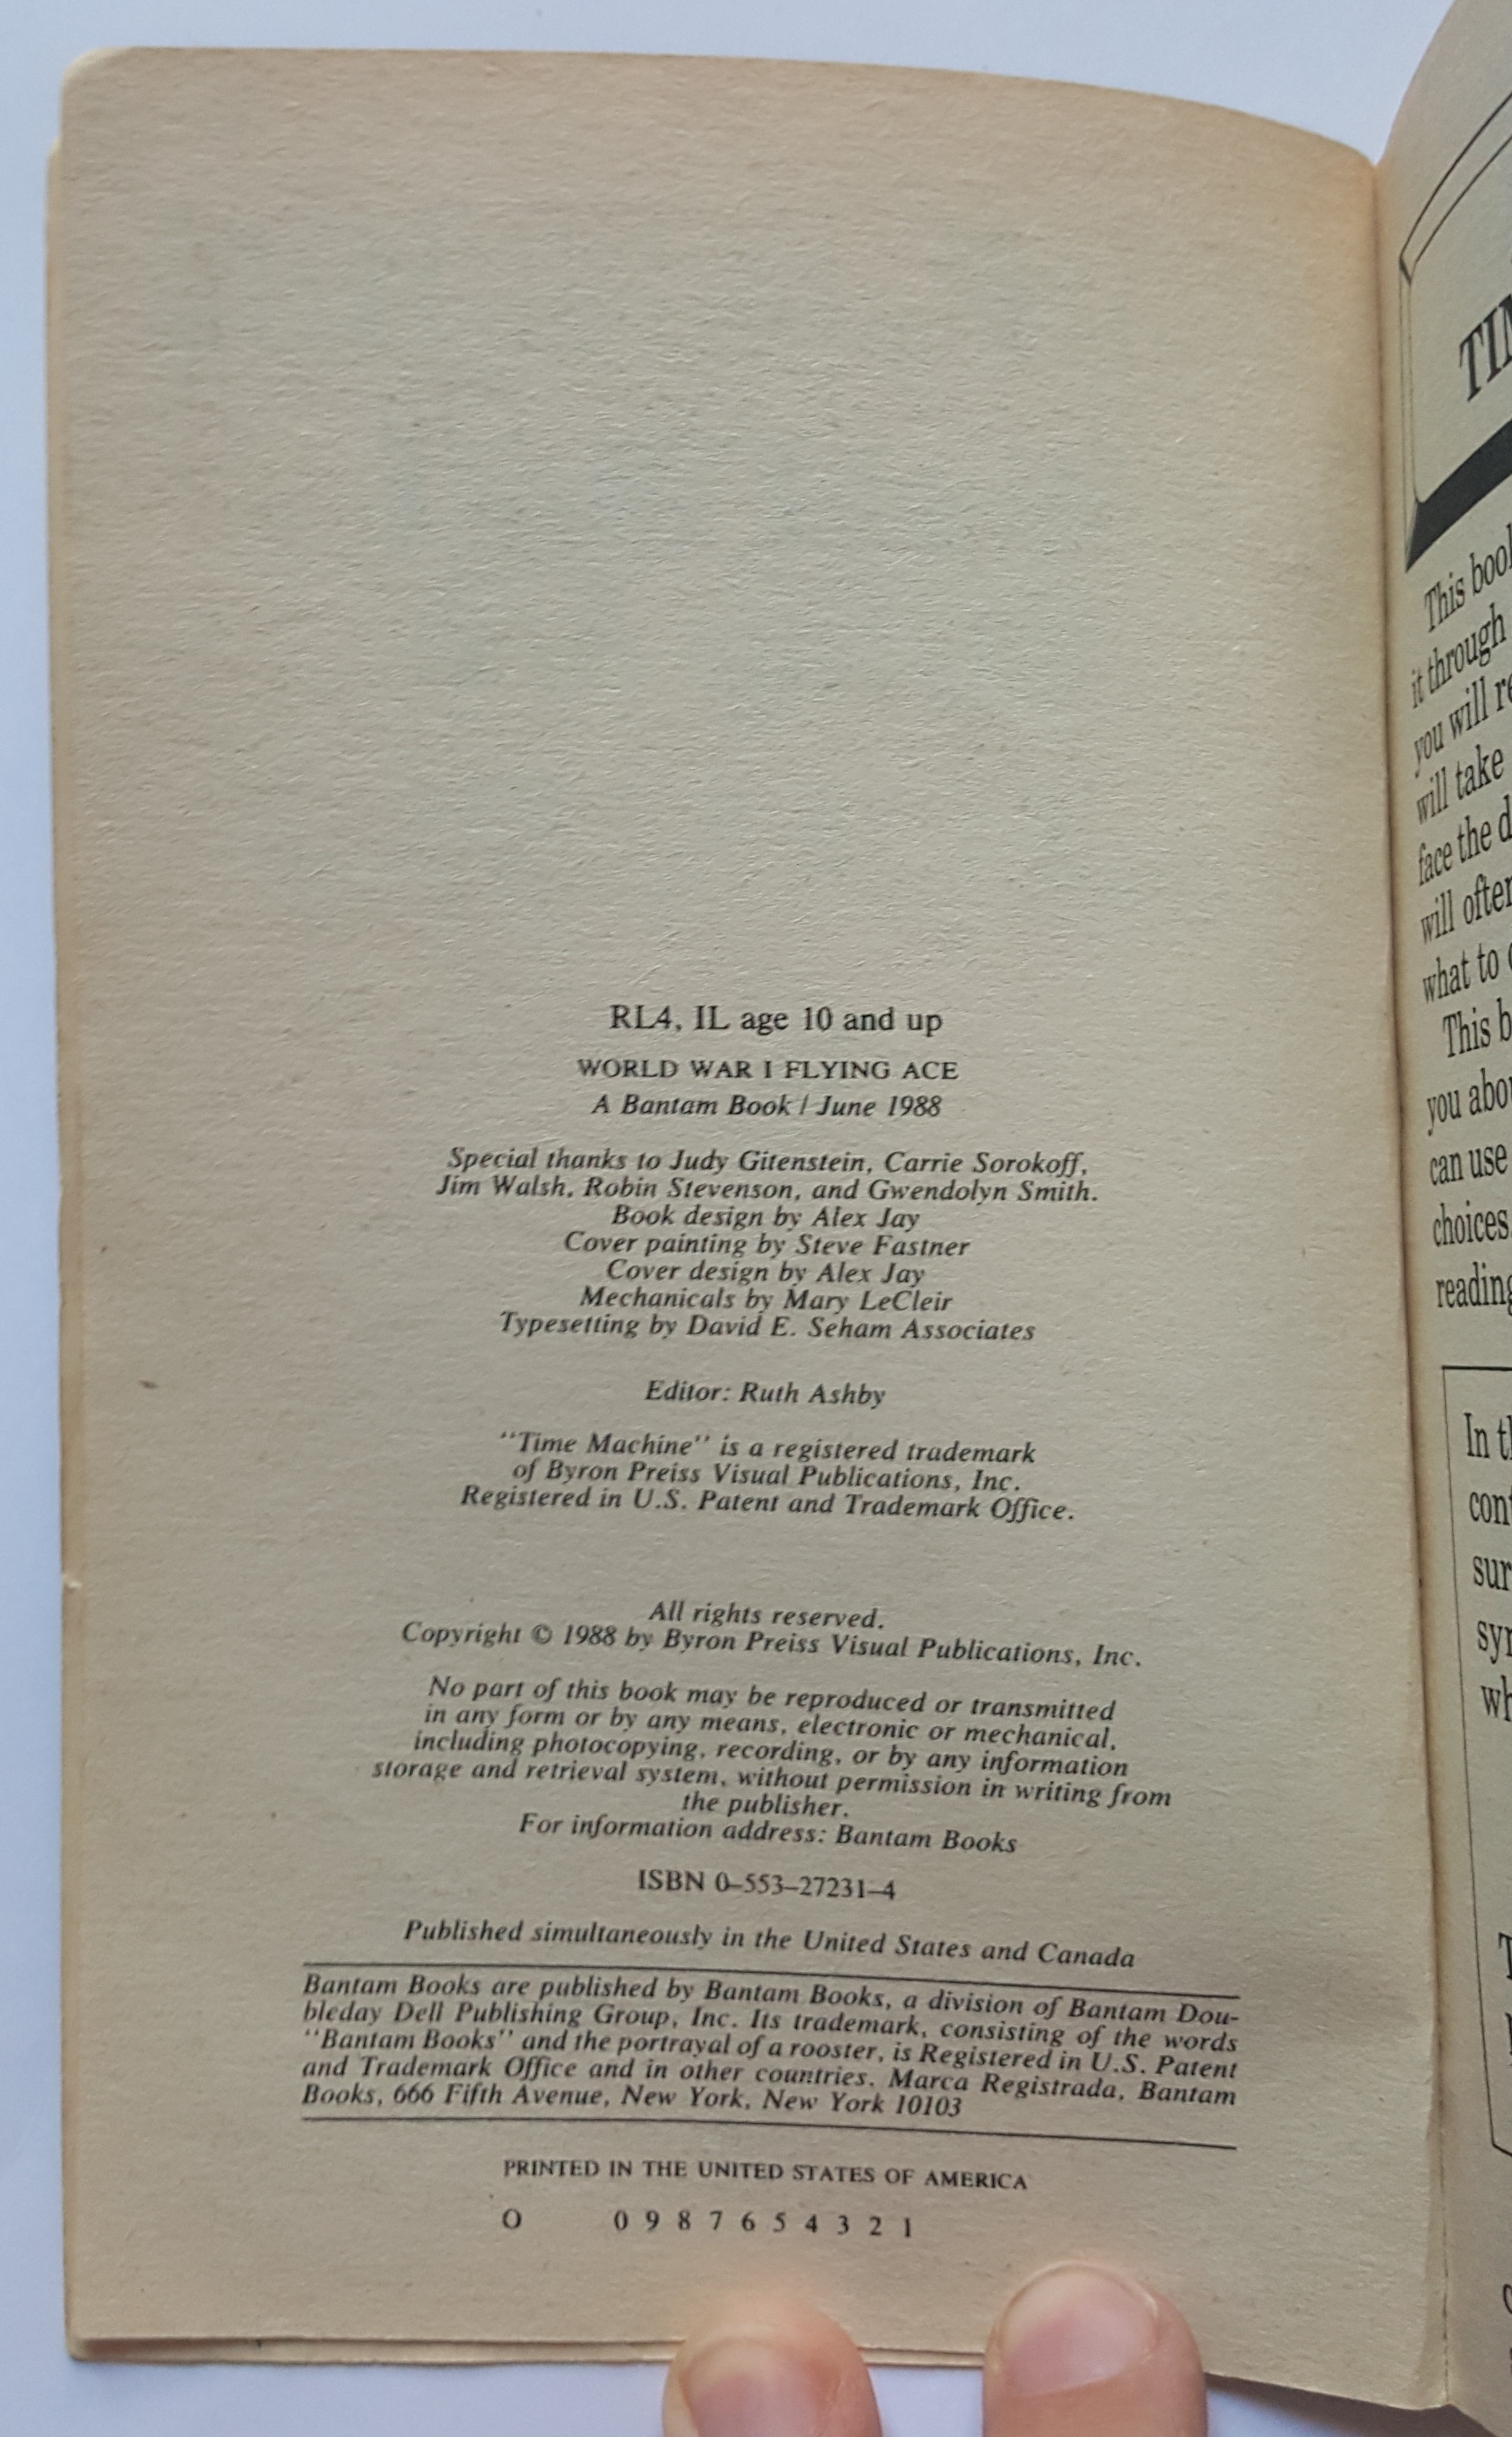 RL4, IL age 10 and up
WORLD WAR I FLYING ACE
A Bantam Book / June 1988
Special thanks to Judy Gitenstein, Carrie Sorokoff,
Jim Walsh, Robin Stevenson, and Gwendolyn Smith.
Book design by Alex Jay
Cover painting by Steve Fastner
Cover design by Alex Jay
Mechanicals by Mary LeCleir
Typesetting by David E. Seham Associates
Editor: Ruth Ashby
"Time Machine" is a registered trademark
of Byron Preiss Visual Publications, Inc.
Registered in U.S. Patent and Trademark Office.
All rights reserved.
Copyright © 1988 by Byron Preiss Visual Publications, Inc.
No part of this book may be reproduced or transmitted
in any form or by any means, electronic or mechanical,
including photocopying, recording, or by any information
storage and retrieval system, without permission in writing from
the publisher.
For information address: Bantam Books
ISBN 0–553–27231–4
Published simultaneously in the United States and Canada
Bantam Books are published by Bantam Books, a division of Bantam Dou-
bleday Dell Publishing Group, Inc. Its trademark, consisting of the words
"Bantam Books" and the portrayal of a rooster, is Registered in U.S. Patent
and Trademark Office and in other countries. Marca Registrada, Bantam
Books, 666 Fifth Avenue, New York, New York 10103
PRINTED IN THE UNITED STATES OF AMERICA
O 0 9 8 7 6 5 4 3 2 1
This
it through
you will
will take
face the
will
what to
This
you
can use
choices.
In